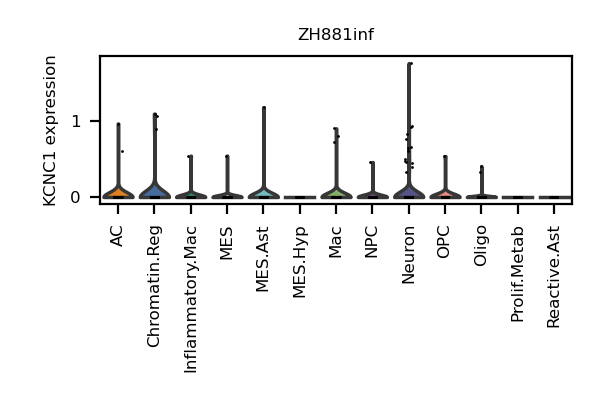 ZH881inf
KCNC1 expression
1
0
AC
Chromatin.Reg
Inflammatory.Mac
MES
MES.Ast
MES.Hyp
Mac
NPC
Neuron
OPC
Oligo
Prolif.Metab
Reactive.Ast